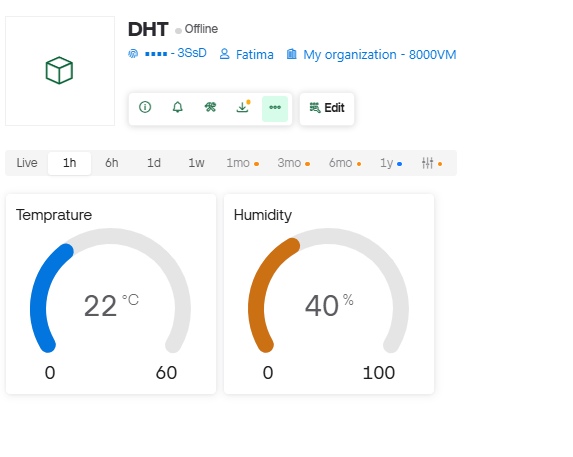 DHT Offline
▪▪▪▪ - 3SsD Fatima My organization - 8000VM
Edit
Live 1h 6h 1d 1w 1mo 3mo 6mo 1y
Temprature Humidity
22 °C 40 %
0 60 0 100